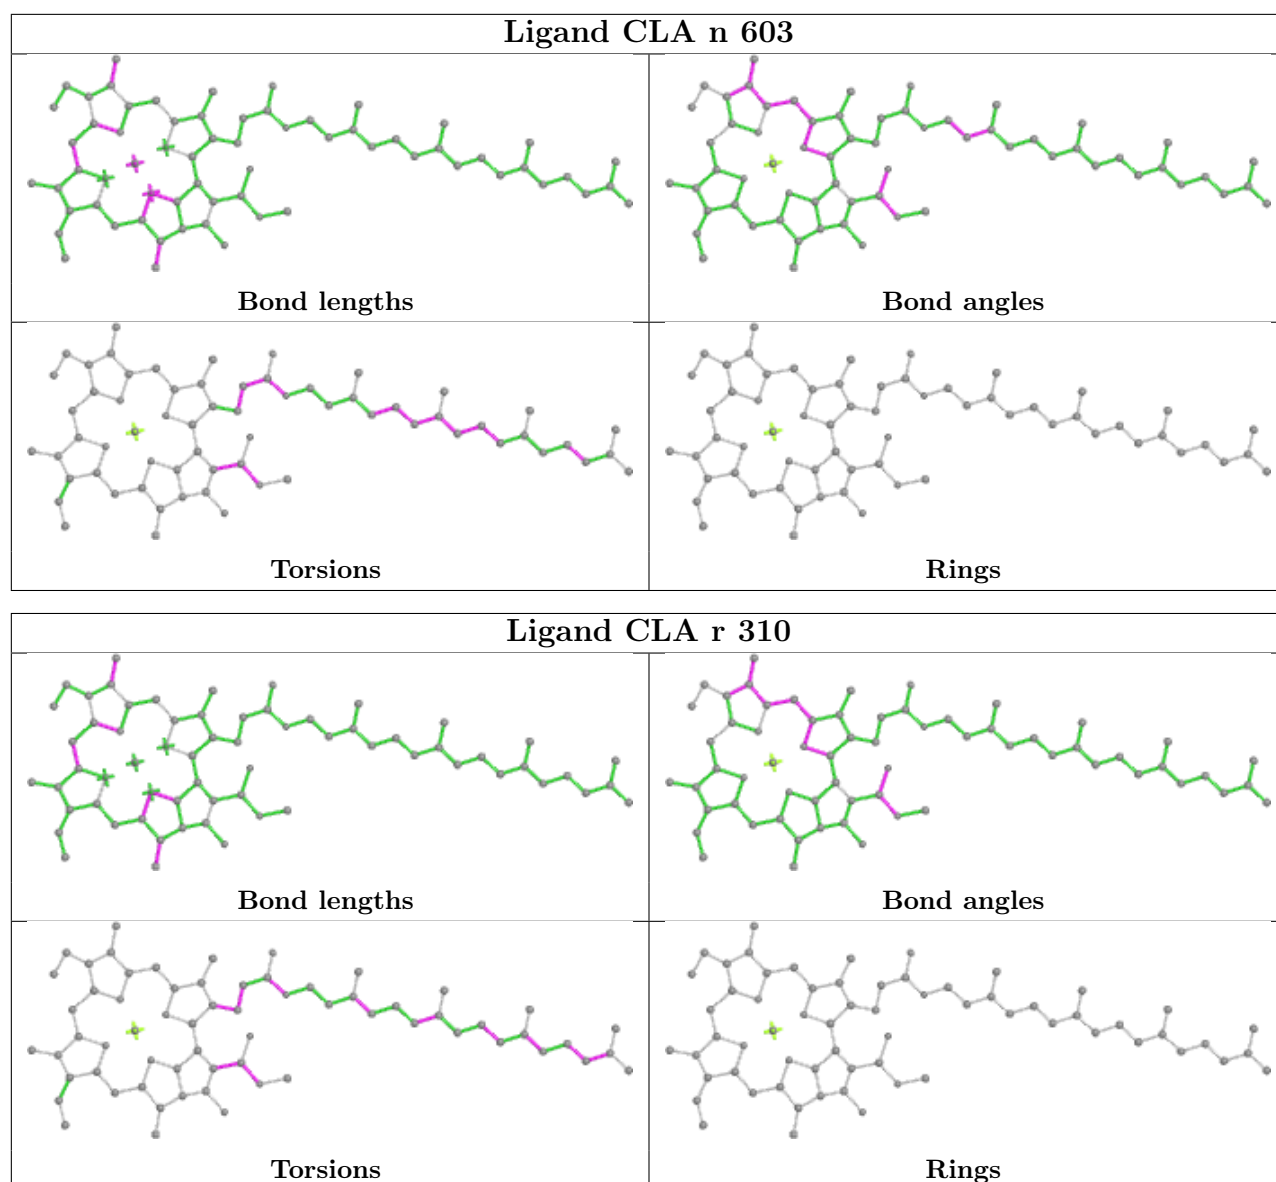 Ligand CLA n 603
Bond lengths
Bond angles
Torsions
Rings
Ligand CLA r 310
Bond lengths
Bond angles
Torsions
Rings